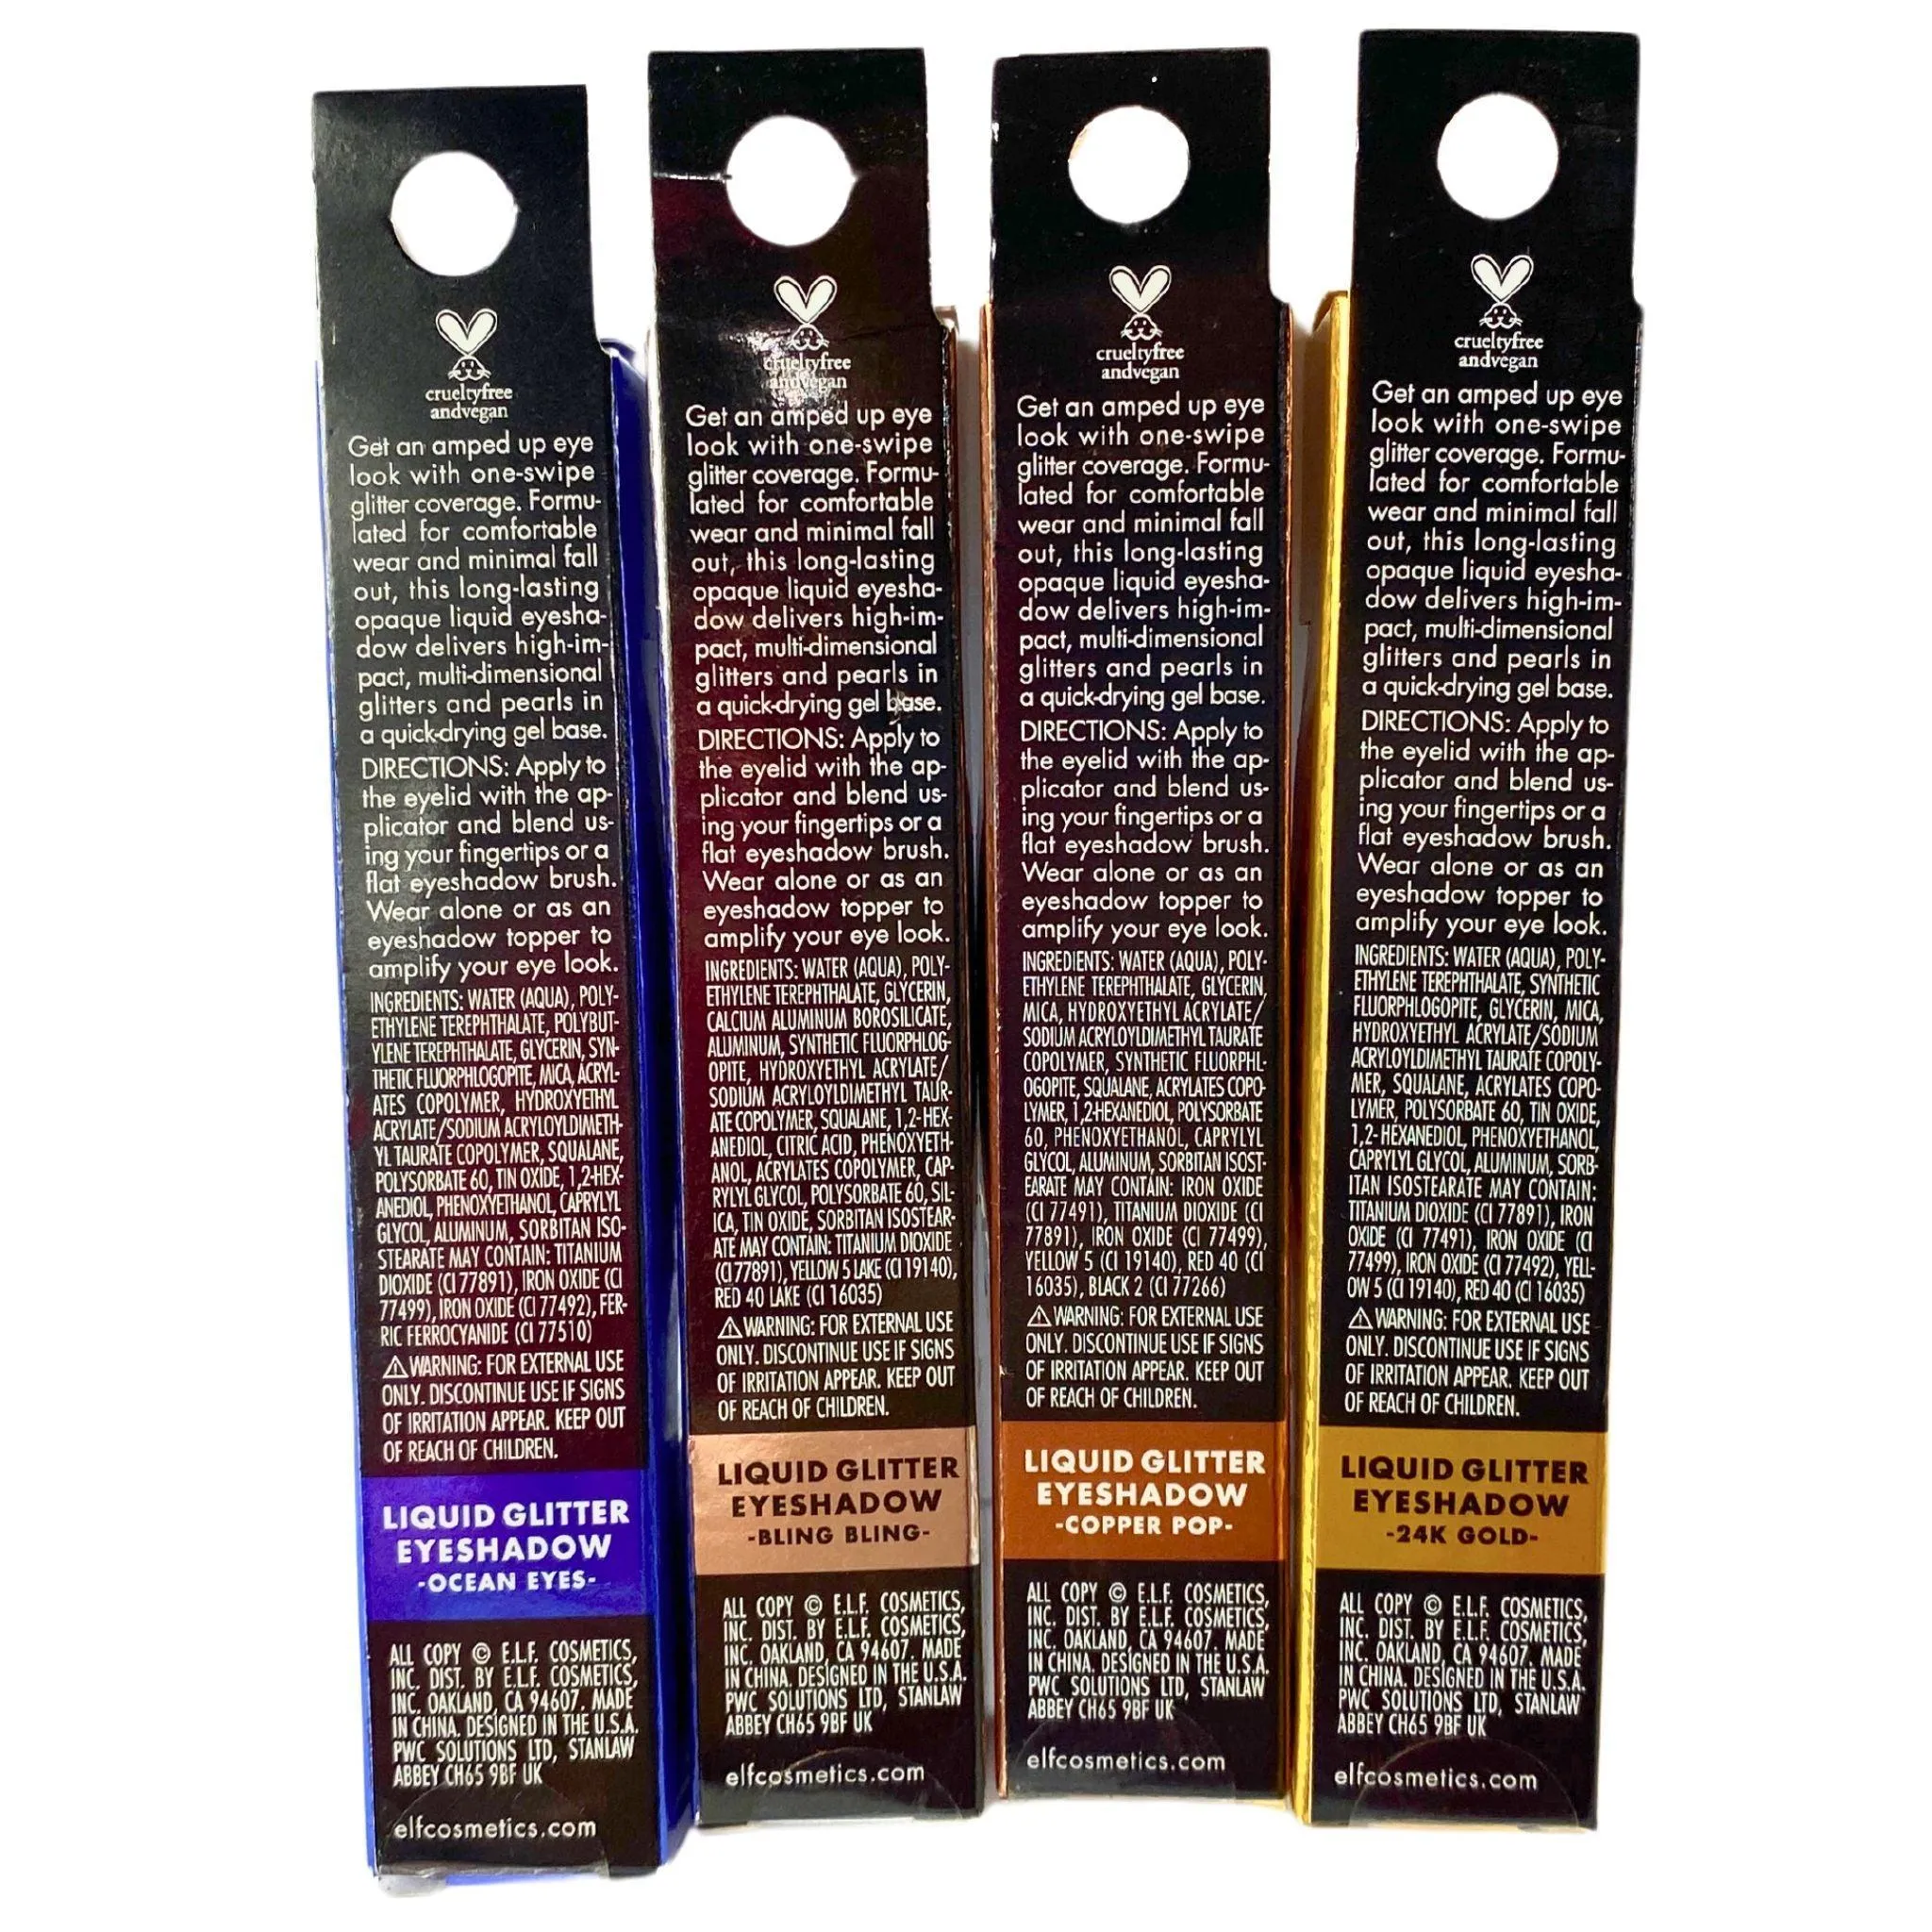 crueltyfree
andvegan
Get an amped up eye
look with one-swipe
glitter coverage. Formu-
lated for comfortable
wear and minimal fall
out, this long-lasting
opaque liquid eyesha-
dow delivers high-im-
pact, multi-dimensional
glitters and pearls in
a quick-drying gel base.
DIRECTIONS: Apply to
the eyelid with the ap-
plicator and blend us-
ing your fingertips or a
flat eyeshadow brush.
Wear alone or as an
eyeshadow topper to
amplify your eye look.
INGREDIENTS: WATER (AQUA), POLY-
ETHYLENE TEREPHTHALATE, POLYBUT-
YLENE TEREPHTHALATE, GLYCERIN, SYN-
THETIC FLUORPHLOGOPITE, MICA, ACRYL-
ATES COPOLYMER, HYDROXYETHYL
ACRYLATE/SODIUM ACRYLOYLDIMETH-
YL TAURATE COPOLYMER, SQUALANE,
POLYSORBATE 60, TIN OXIDE, 1,2-HEX-
ANEDIOL, PHENOXYETHANOL, CAPRYLYL
GLYCOL, ALUMINUM, SORBITAN ISO-
STEARATE MAY CONTAIN: TITANIUM
DIOXIDE (CI 77891), IRON OXIDE (CI
77499), IRON OXIDE (CI 77492), FER-
RIC FERROCYANIDE (CI 77510)
⚠WARNING: FOR EXTERNAL USE
ONLY. DISCONTINUE USE IF SIGNS
OF IRRITATION APPEAR. KEEP OUT
OF REACH OF CHILDREN.
LIQUID GLITTER
EYESHADOW
-OCEAN EYES-
ALL COPY © E.L.F. COSMETICS,
INC. DIST. BY E.L.F. COSMETICS,
INC. OAKLAND, CA 94607. MADE
IN CHINA. DESIGNED IN THE U.S.A.
PWC SOLUTIONS LTD, STANLAW
ABBEY CH65 9BF UK
elfcosmetics.com
crueltyfree
andvegan
Get an amped up eye
look with one-swipe
glitter coverage. Formu-
lated for comfortable
wear and minimal fall
out, this long-lasting
opaque liquid eyesha-
dow delivers high-im-
pact, multi-dimensional
glitters and pearls in
a quick-drying gel base.
DIRECTIONS: Apply to
the eyelid with the ap-
plicator and blend us-
ing your fingertips or a
flat eyeshadow brush.
Wear alone or as an
eyeshadow topper to
amplify your eye look.
INGREDIENTS: WATER (AQUA), POLY-
ETHYLENE TEREPHTHALATE, GLYCERIN,
CALCIUM ALUMINUM BOROSILICATE,
ALUMINUM, SYNTHETIC FLUORPHLOG-
OPITE, HYDROXYETHYL ACRYLATE/
SODIUM ACRYLOYLDIMETHYL TAUR-
ATE COPOLYMER, SQUALANE, 1,2-HEX-
ANEDIOL, CITRIC ACID, PHENOXYETH-
ANOL, ACRYLATES COPOLYMER, CAP-
RYLYL GLYCOL, POLYSORBATE 60, SIL-
ICA, TIN OXIDE, SORBITAN ISOSTEAR-
ATE MAY CONTAIN: TITANIUM DIOXIDE
(CI 77891), YELLOW 5 LAKE (CI 19140),
RED 40 LAKE (CI 16035)
⚠WARNING: FOR EXTERNAL USE
ONLY. DISCONTINUE USE IF SIGNS
OF IRRITATION APPEAR. KEEP OUT
OF REACH OF CHILDREN.
LIQUID GLITTER
EYESHADOW
-BLING BLING-
ALL COPY © E.L.F. COSMETICS,
INC. DIST. BY E.L.F. COSMETICS,
INC. OAKLAND, CA 94607. MADE
IN CHINA. DESIGNED IN THE U.S.A.
PWC SOLUTIONS LTD, STANLAW
ABBEY CH65 9BF UK
elfcosmetics.com
crueltyfree
andvegan
Get an amped up eye
look with one-swipe
glitter coverage. Formu-
lated for comfortable
wear and minimal fall
out, this long-lasting
opaque liquid eyesha-
dow delivers high-im-
pact, multi-dimensional
glitters and pearls in
a quick-drying gel base.
DIRECTIONS: Apply to
the eyelid with the ap-
plicator and blend us-
ing your fingertips or a
flat eyeshadow brush.
Wear alone or as an
eyeshadow topper to
amplify your eye look.
INGREDIENTS: WATER (AQUA), POLY-
ETHYLENE TEREPHTHALATE, GLYCERIN,
MICA, HYDROXYETHYL ACRYLATE/
SODIUM ACRYLOYLDIMETHYL TAURATE
COPOLYMER, SYNTHETIC FLUORPHL-
OGOPITE, SQUALANE, ACRYLATES COPO-
LYMER, 1,2-HEXANEDIOL, POLYSORBATE
60, PHENOXYETHANOL, CAPRYLYL
GLYCOL, ALUMINUM, SORBITAN ISOST-
EARATE MAY CONTAIN: IRON OXIDE
(CI 77491), TITANIUM DIOXIDE (CI
77891), IRON OXIDE (CI 77499),
YELLOW 5 (CI 19140), RED 40 (CI
16035), BLACK 2 (CI 77266)
⚠WARNING: FOR EXTERNAL USE
ONLY. DISCONTINUE USE IF SIGNS
OF IRRITATION APPEAR. KEEP OUT
OF REACH OF CHILDREN.
LIQUID GLITTER
EYESHADOW
-COPPER POP-
ALL COPY © E.L.F. COSMETICS,
INC. DIST. BY E.L.F. COSMETICS,
INC. OAKLAND, CA 94607. MADE
IN CHINA. DESIGNED IN THE U.S.A.
PWC SOLUTIONS LTD, STANLAW
ABBEY CH65 9BF UK
elfcosmetics.com
crueltyfree
andvegan
Get an amped up eye
look with one-swipe
glitter coverage. Formu-
lated for comfortable
wear and minimal fall
out, this long-lasting
opaque liquid eyesha-
dow delivers high-im-
pact, multi-dimensional
glitters and pearls in
a quick-drying gel base.
DIRECTIONS: Apply to
the eyelid with the ap-
plicator and blend us-
ing your fingertips or a
flat eyeshadow brush.
Wear alone or as an
eyeshadow topper to
amplify your eye look.
INGREDIENTS: WATER (AQUA), POLY-
ETHYLENE TEREPHTHALATE, SYNTHETIC
FLUORPHLOGOPITE, GLYCERIN, MICA,
HYDROXYETHYL ACRYLATE/SODIUM
ACRYLOYLDIMETHYL TAURATE COPOLY-
MER, SQUALANE, ACRYLATES COPO-
LYMER, POLYSORBATE 60, TIN OXIDE,
1,2-HEXANEDIOL, PHENOXYETHANOL,
CAPRYLYL GLYCOL, ALUMINUM, SORB-
ITAN ISOSTEARATE MAY CONTAIN:
TITANIUM DIOXIDE (CI 77891), IRON
OXIDE (CI 77491), IRON OXIDE (CI
77499), IRON OXIDE (CI 77492), YELL-
OW 5 (CI 19140), RED 40 (CI 16035)
⚠WARNING: FOR EXTERNAL USE
ONLY. DISCONTINUE USE IF SIGNS
OF IRRITATION APPEAR. KEEP OUT
OF REACH OF CHILDREN.
LIQUID GLITTER
EYESHADOW
-24K GOLD-
ALL COPY © E.L.F. COSMETICS,
INC. DIST. BY E.L.F. COSMETICS,
INC. OAKLAND, CA 94607. MADE
IN CHINA. DESIGNED IN THE U.S.A.
PWC SOLUTIONS LTD, STANLAW
ABBEY CH65 9BF UK
elfcosmetics.com